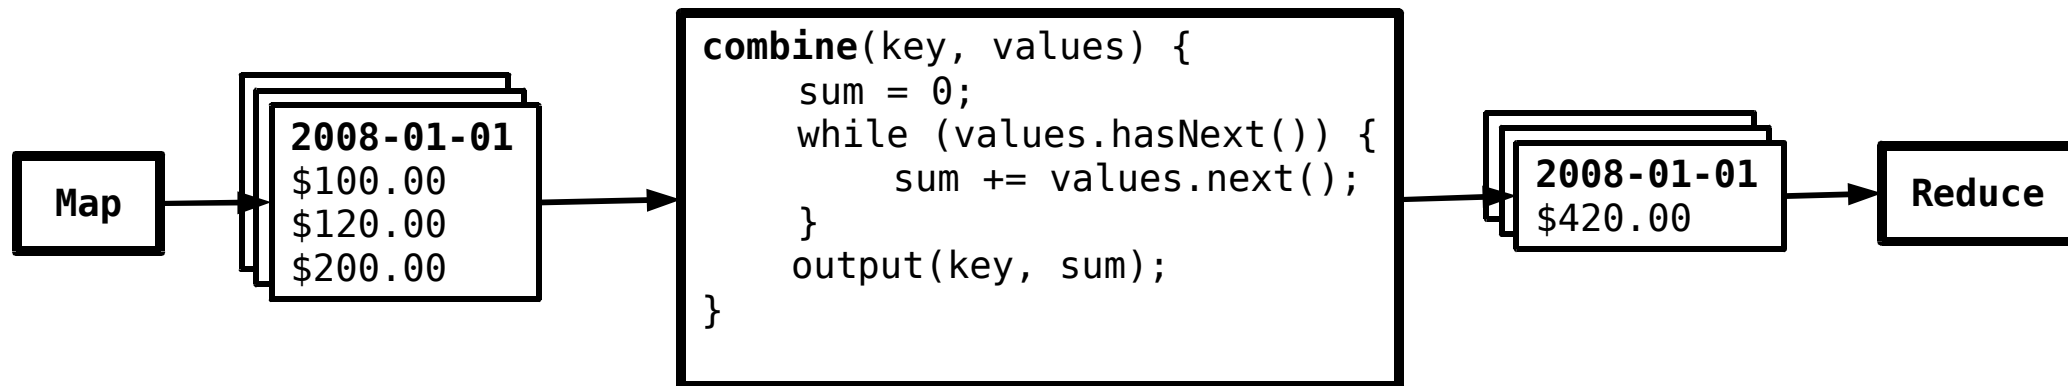 Map
2008-01-01
$100.00
$120.00
$200.00
combine(key, values) {
sum = 0;
while (values.hasNext()) {
sum += values.next();
}
output(key, sum);
}
2008-01-01
$420.00
Reduce